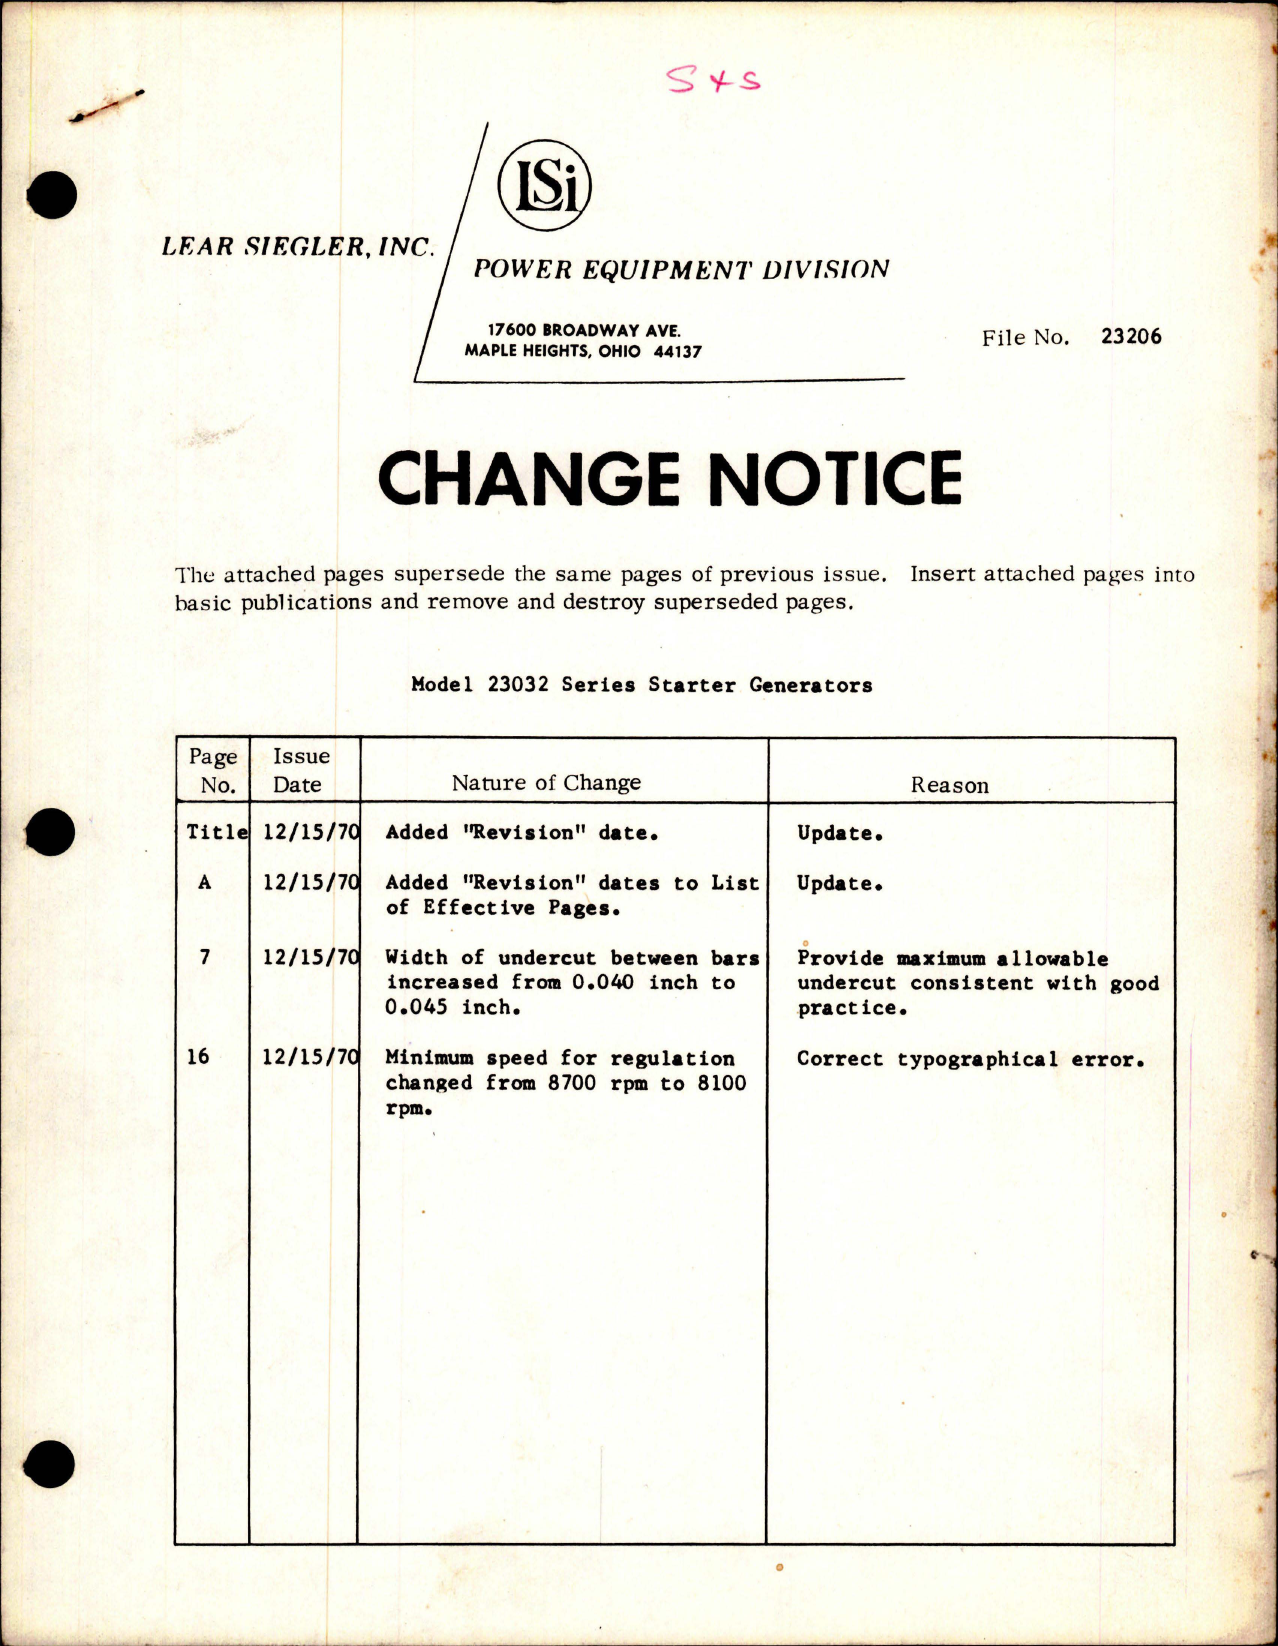 S+S
LSi
LEAR SIEGLER, INC.
POWER EQUIPMENT DIVISION
17600 BROADWAY AVE.
MAPLE HEIGHTS, OHIO 44137
File No. 23206
CHANGE NOTICE
The attached pages supersede the same pages of previous issue. Insert attached pages into
basic publications and remove and destroy superseded pages.
Model 23032 Series Starter Generators
Page No. Issue Date Nature of Change Reason
Title 12/15/70 Added "Revision" date. Update.
A 12/15/70 Added "Revision" dates to List Update.
of Effective Pages.
7 12/15/70 Width of undercut between bars Provide maximum allowable
increased from 0.040 inch to undercut consistent with good
0.045 inch. practice.
16 12/15/70 Minimum speed for regulation Correct typographical error.
changed from 8700 rpm to 8100
rpm.